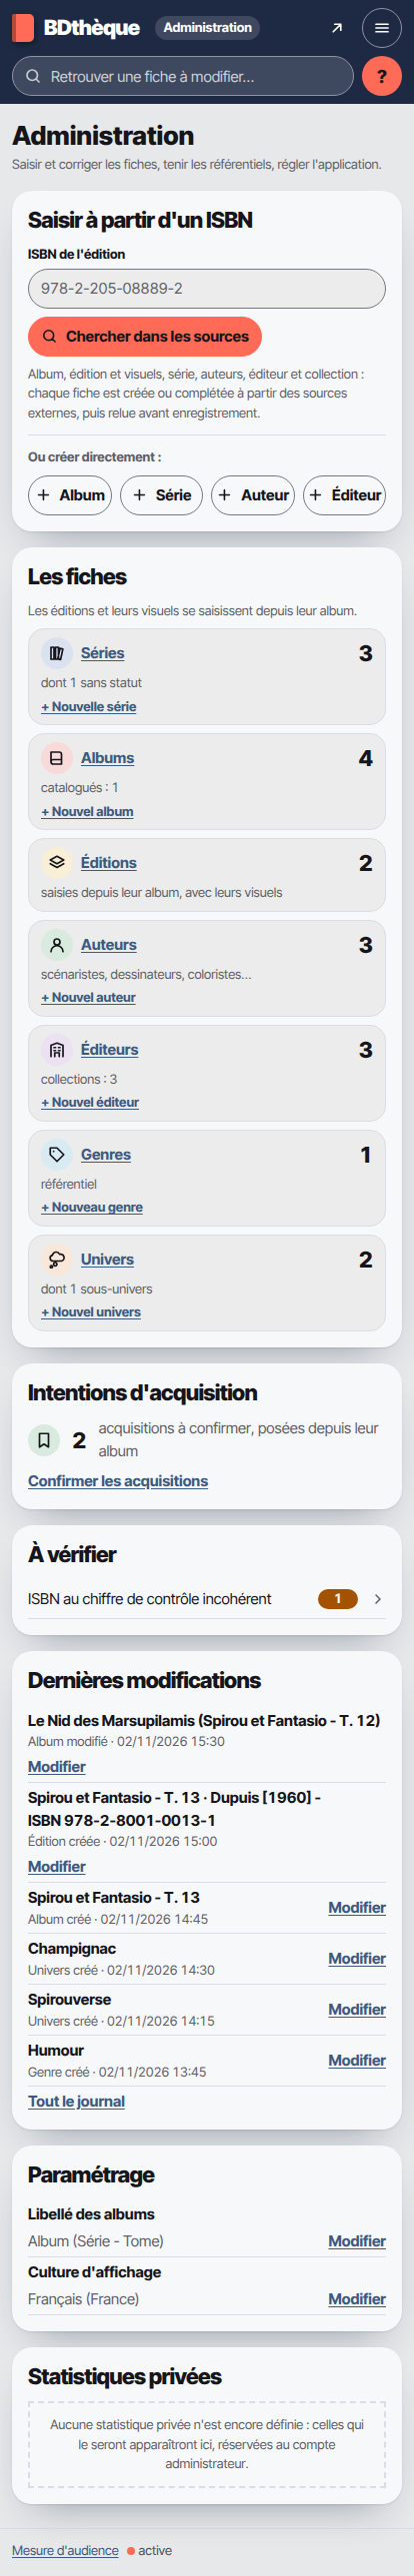 BDthèque Administration
Retrouver une fiche à modifier...
?
Administration
Saisir et corriger les fiches, tenir les référentiels, régler l'application.
Saisir à partir d'un ISBN
ISBN de l'édition
978-2-205-08889-2
Chercher dans les sources
Album, édition et visuels, série, auteurs, éditeur et collection :
chaque fiche est créée ou complétée à partir des sources
externes, puis relue avant enregistrement.
Ou créer directement :
Album
Série
Auteur
Éditeur
Les fiches
Les éditions et leurs visuels se saisissent depuis leur album.
Séries 3
dont 1 sans statut
+ Nouvelle série
Albums 4
catalogués : 1
+ Nouvel album
Éditions 2
saisies depuis leur album, avec leurs visuels
Auteurs 3
scénaristes, dessinateurs, coloristes...
+ Nouvel auteur
Éditeurs 3
collections : 3
+ Nouvel éditeur
Genres 1
référentiel
+ Nouveau genre
Univers 2
dont 1 sous-univers
+ Nouvel univers
Intentions d'acquisition
2 acquisitions à confirmer, posées depuis leur
album
Confirmer les acquisitions
À vérifier
ISBN au chiffre de contrôle incohérent 1
Dernières modifications
Le Nid des Marsupilamis (Spirou et Fantasio - T. 12)
Album modifié · 02/11/2026 15:30
Modifier
Spirou et Fantasio - T. 13 · Dupuis [1960] -
ISBN 978-2-8001-0013-1
Édition créée · 02/11/2026 15:00
Modifier
Spirou et Fantasio - T. 13
Album créé · 02/11/2026 14:45
Modifier
Champignac
Univers créé · 02/11/2026 14:30
Modifier
Spirouverse
Univers créé · 02/11/2026 14:15
Modifier
Humour
Genre créé · 02/11/2026 13:45
Modifier
Tout le journal
Paramétrage
Libellé des albums
Album (Série - Tome) Modifier
Culture d'affichage
Français (France) Modifier
Statistiques privées
Aucune statistique privée n'est encore définie : celles qui
le seront apparaîtront ici, réservées au compte
administrateur.
Mesure d'audience active